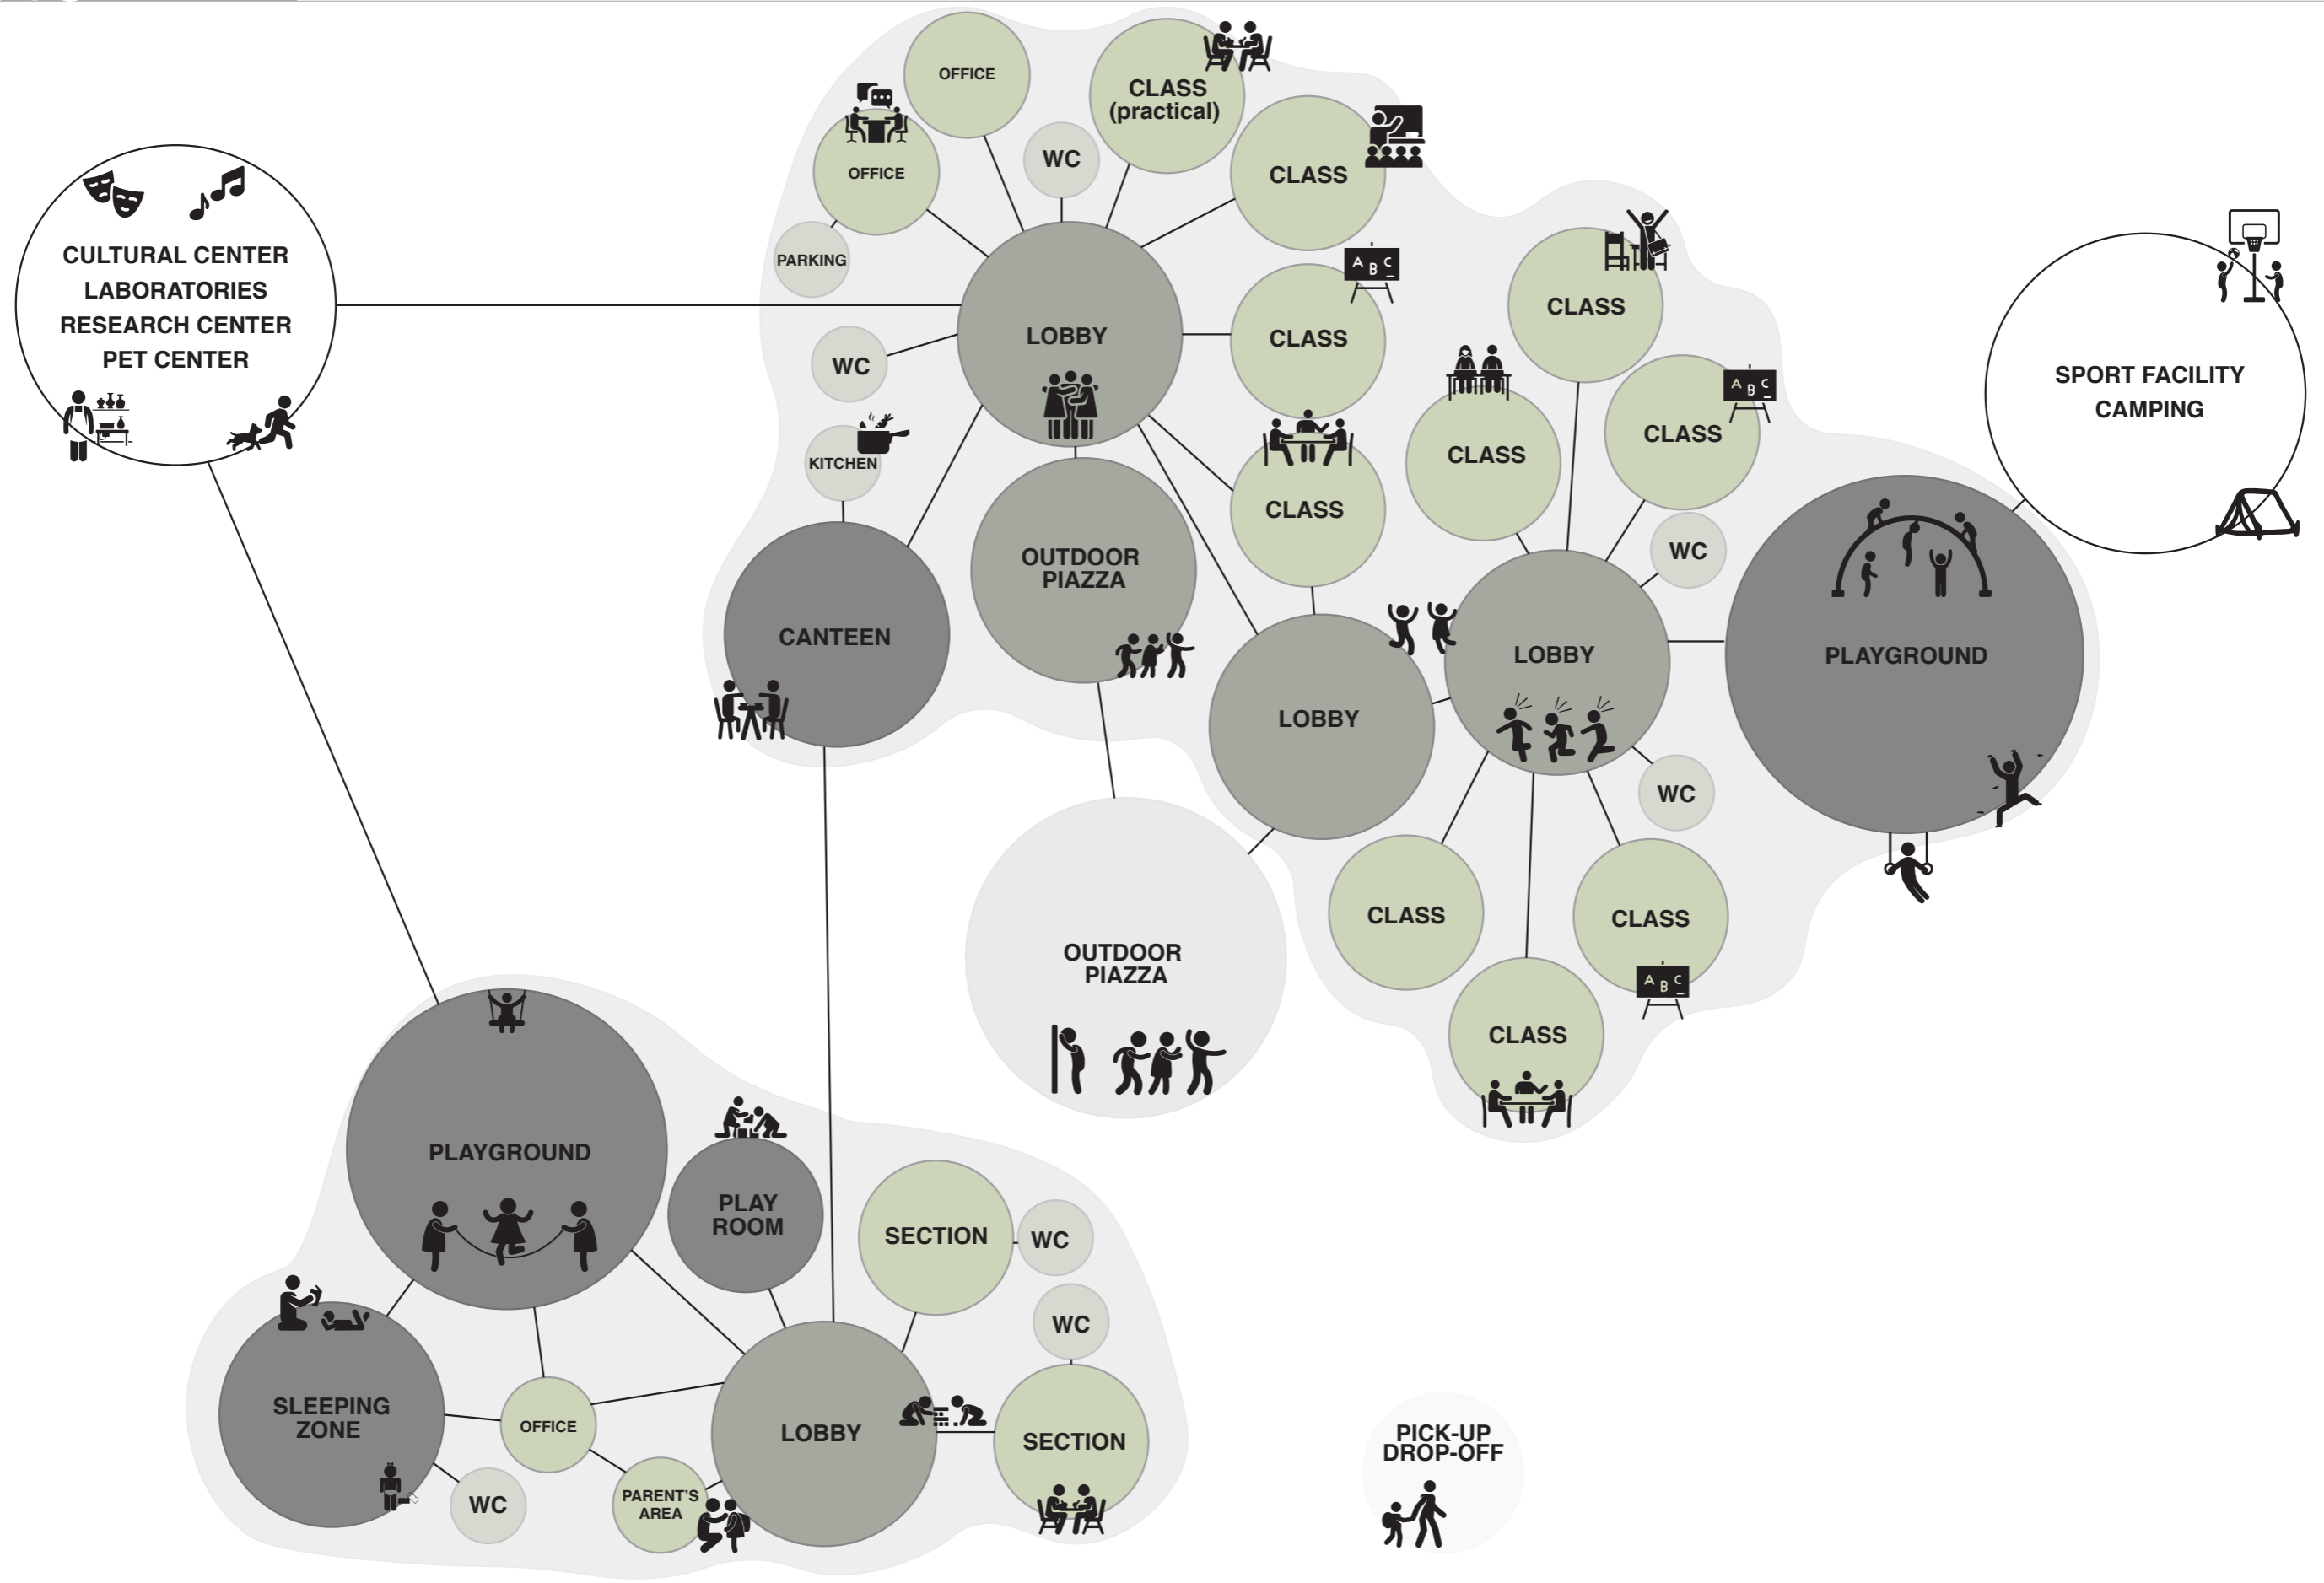 OFFICE
CLASS
(practical)
OFFICE
WC
CLASS
PARKING
CULTURAL CENTER
LABORATORIES
RESEARCH CENTER
PET CENTER
LOBBY
WC
KITCHEN
CLASS
A B C
CLASS
CLASS
CLASS
CLASS
A B C
WC
SPORT FACILITY
CAMPING
OUTDOOR
PIAZZA
CANTEEN
LOBBY
LOBBY
PLAYGROUND
WC
CLASS
CLASS
A B C
CLASS
OUTDOOR
PIAZZA
PLAYGROUND
PLAY
ROOM
SECTION
WC
WC
SLEEPING
ZONE
OFFICE
WC
PARENT'S
AREA
LOBBY
SECTION
PICK-UP
DROP-OFF